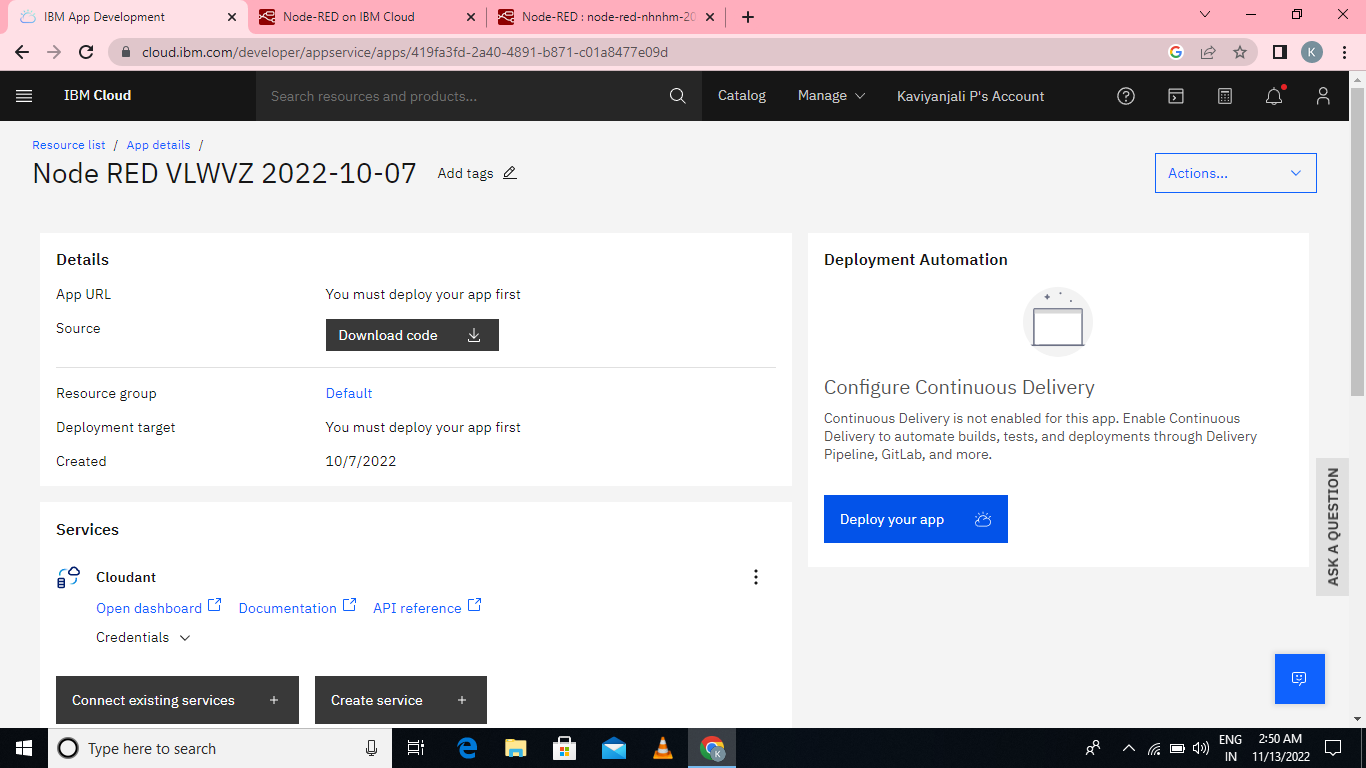 IBM App Development
Node-RED on IBM Cloud
Node-RED : node-red-nhnhm-20
cloud.ibm.com/developer/appservice/apps/419fa3fd-2a40-4891-b871-c01a8477e09d
K
IBM Cloud
Search resources and products...
Catalog
Manage
Kaviyanjali P's Account
Resource list / App details /
Node RED VLWVZ 2022-10-07
Add tags
Actions...
Details
App URL You must deploy your app first
Source Download code
Resource group Default
Deployment target You must deploy your app first
Created 10/7/2022
Deployment Automation
Configure Continuous Delivery
Continuous Delivery is not enabled for this app. Enable Continuous
Delivery to automate builds, tests, and deployments through Delivery
Pipeline, GitLab, and more.
Deploy your app
ASK A QUESTION
Services
Cloudant
Open dashboard Documentation API reference
Credentials
Connect existing services +
Create service +
Type here to search
K
ENG
IN
2:50 AM
11/13/2022